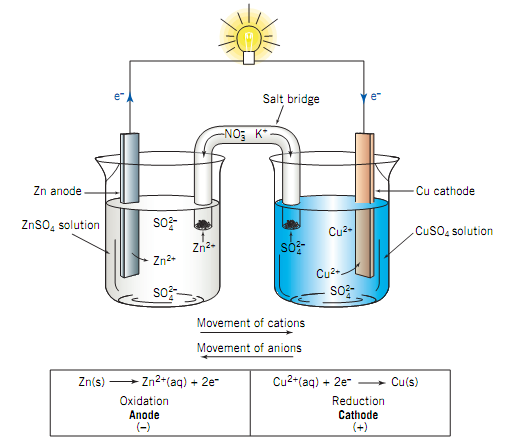 e⁻
e⁻
Salt bridge
NO₃⁻ K⁺
Zn anode
Cu cathode
ZnSO₄ solution
CuSO₄ solution
SO₄²⁻
Zn²⁺
SO₄²⁻
Cu²⁺
Zn²⁺
Cu²⁺
SO₄²⁻
SO₄²⁻
Movement of cations
Movement of anions
Zn(s) ⟶ Zn²⁺(aq) + 2e⁻
Oxidation
Anode
(−)
Cu²⁺(aq) + 2e⁻ ⟶ Cu(s)
Reduction
Cathode
(+)